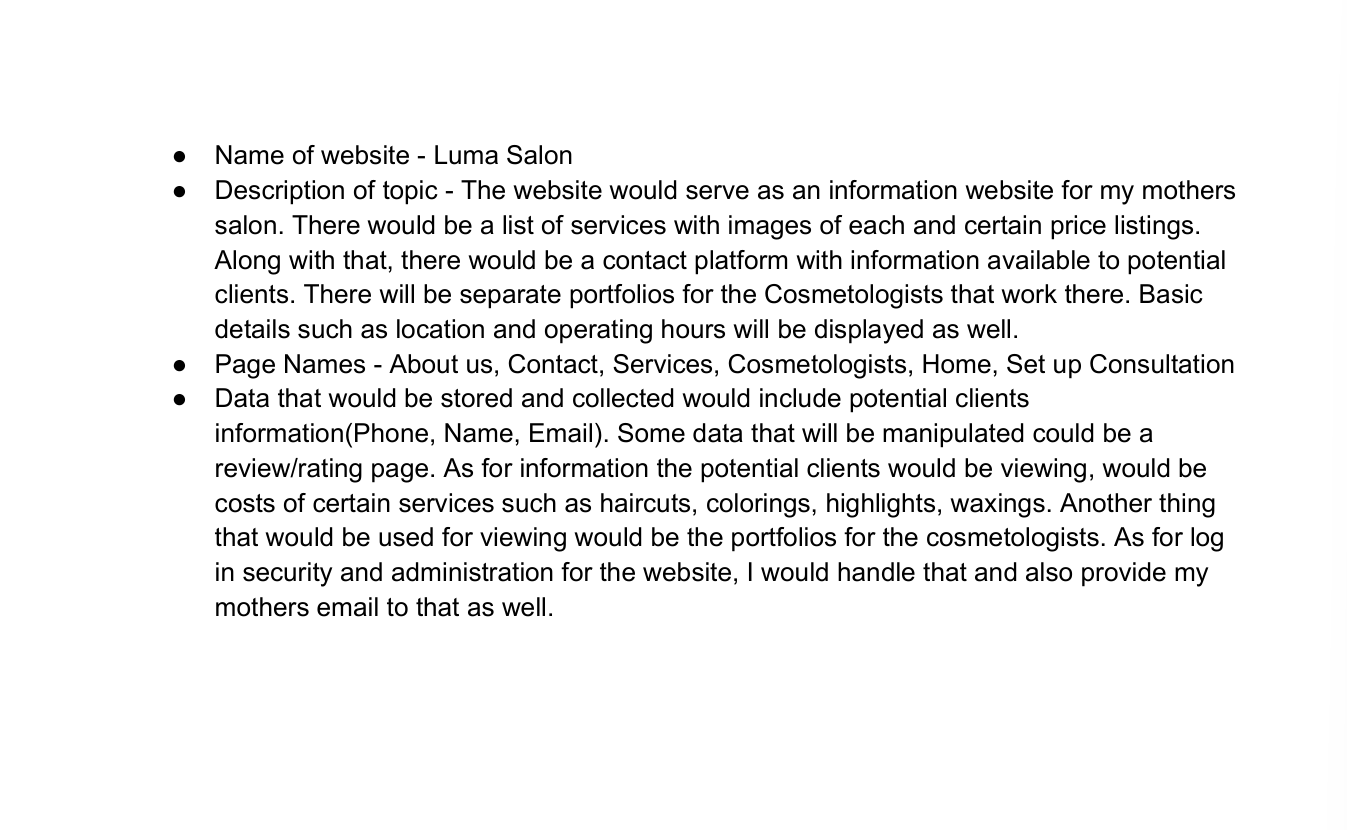 ● Name of website - Luma Salon
● Description of topic - The website would serve as an information website for my mothers
salon. There would be a list of services with images of each and certain price listings.
Along with that, there would be a contact platform with information available to potential
clients. There will be separate portfolios for the Cosmetologists that work there. Basic
details such as location and operating hours will be displayed as well.
● Page Names - About us, Contact, Services, Cosmetologists, Home, Set up Consultation
● Data that would be stored and collected would include potential clients
information(Phone, Name, Email). Some data that will be manipulated could be a
review/rating page. As for information the potential clients would be viewing, would be
costs of certain services such as haircuts, colorings, highlights, waxings. Another thing
that would be used for viewing would be the portfolios for the cosmetologists. As for log
in security and administration for the website, I would handle that and also provide my
mothers email to that as well.